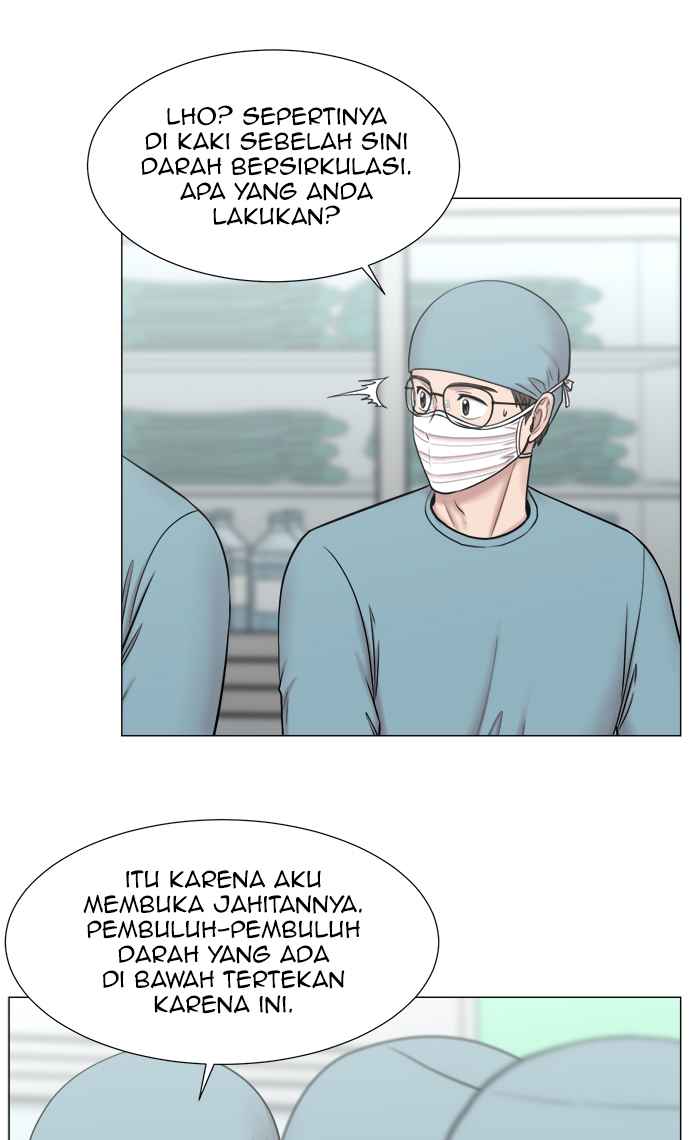 LHO? SEPERTINYA
DI KAKI SEBELAH SINI
DARAH BERSIRKULASI.
APA YANG ANDA
LAKUKAN?
ITU KARENA AKU
MEMBUKA JAHITANNYA.
PEMBULUH-PEMBULUH
DARAH YANG ADA
DI BAWAH TERTEKAN
KARENA INI.